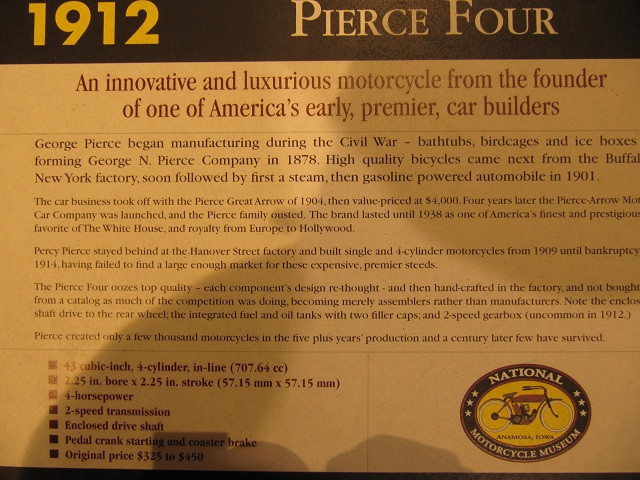 1912 PIERCE FOUR
An innovative and luxurious motorcycle from the founder
of one of America's early, premier, car builders
George Pierce began manufacturing during the Civil War – bathtubs, birdcages and ice boxes
forming George N. Pierce Company in 1878. High quality bicycles came next from the Buffal
New York factory, soon followed by first a steam, then gasoline powered automobile in 1901.
The car business took off with the Pierce Great Arrow of 1904, then value-priced at $4,000. Four years later the Pierce-Arrow Mot
Car Company was launched, and the Pierce family ousted. The brand lasted until 1938 as one of America's finest and prestigious
favorite of The White House, and royalty from Europe to Hollywood.
Percy Pierce stayed behind at the Hanover Street factory and built single and 4-cylinder motorcycles from 1909 until bankruptcy
1914, having failed to find a large enough market for these expensive, premier steeds.
The Pierce Four oozes top quality – each component's design re-thought - and then hand-crafted in the factory, and not bought
from a catalog as much of the competition was doing, becoming merely assemblers rather than manufacturers. Note the enclos
shaft drive to the rear wheel; the integrated fuel and oil tanks with two filler caps; and 2-speed gearbox (uncommon in 1912.)
Pierce created only a few thousand motorcycles in the five plus years' production and a century later few have survived.
43 cubic-inch, 4-cylinder, in-line (707.64 cc)
2.25 in. bore x 2.25 in. stroke (57.15 mm x 57.15 mm)
4-horsepower
2-speed transmission
Enclosed drive shaft
Pedal crank starting and coaster brake
Original price $325 to $450
NATIONAL
ANAMOSA, IOWA
MOTORCYCLE MUSEUM